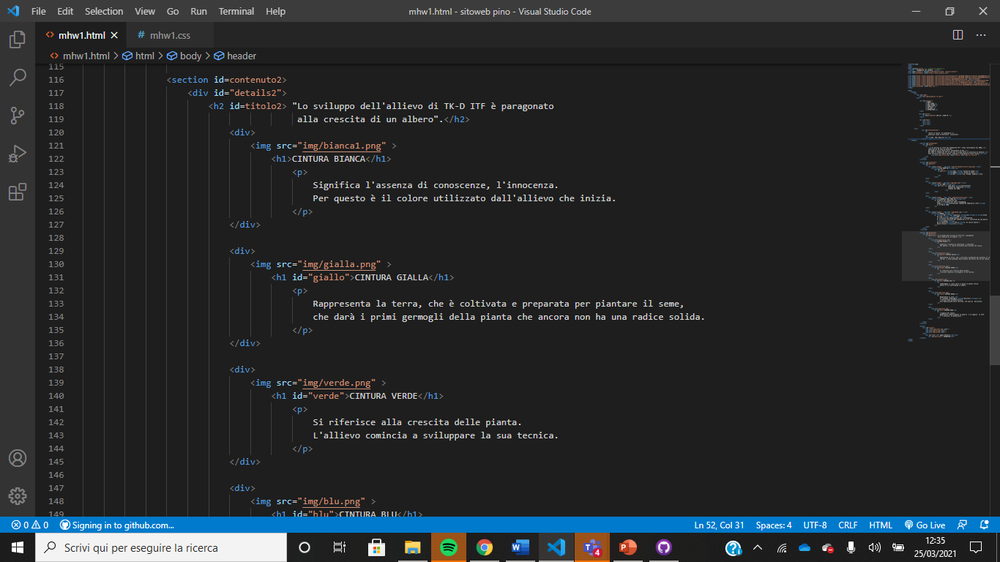 File Edit Selection View Go Run Terminal Help mhw1.html - sitoweb pino - Visual Studio Code
<> mhw1.html # mhw1.css
<> mhw1.html > html > body > header
115
116 <section id=contenuto2>
117 <div id="details2">
118 <h2 id=titolo2> "Lo sviluppo dell'allievo di TK-D ITF è paragonato
119 alla crescita di un albero".</h2>
120 <div>
121 <img src="img/bianca1.png" >
122 <h1>CINTURA BIANCA</h1>
123 <p>
124 Significa l'assenza di conoscenze, l'innocenza.
125 Per questo è il colore utilizzato dall'allievo che inizia.
126 </p>
127 </div>
128
129 <div>
130 <img src="img/gialla.png" >
131 <h1 id="giallo">CINTURA GIALLA</h1>
132 <p>
133 Rappresenta la terra, che è coltivata e preparata per piantare il seme,
134 che darà i primi germogli della pianta che ancora non ha una radice solida.
135 </p>
136 </div>
137
138 <div>
139 <img src="img/verde.png" >
140 <h1 id="verde">CINTURA VERDE</h1>
141 <p>
142 Si riferisce alla crescita delle pianta.
143 L'allievo comincia a sviluppare la sua tecnica.
144 </p>
145 </div>
146
147 <div>
148 <img src="img/blu.png" >
149 <h1 id="blu">CINTURA BLU</h1>
0 0 Signing in to github.com... Ln 52, Col 31 Spaces: 4 UTF-8 CRLF HTML Go Live
Scrivi qui per eseguire la ricerca
4
12:35
25/03/2021